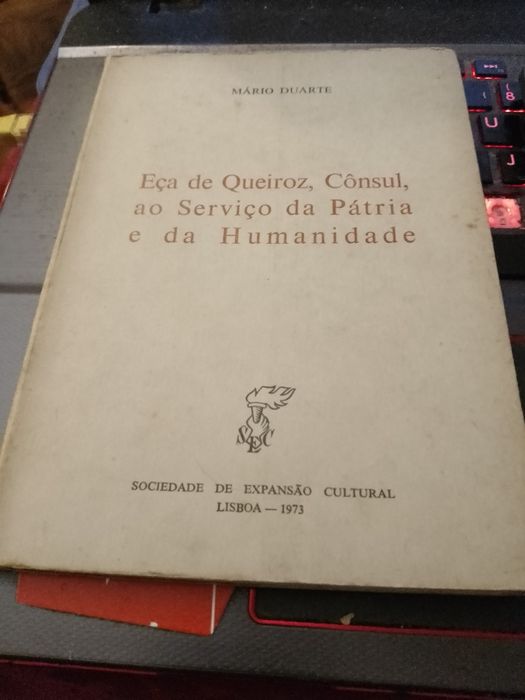 MÁRIO DUARTE
Eça de Queiroz, Cônsul,
ao Serviço da Pátria
e da Humanidade
SEC
SOCIEDADE DE EXPANSÃO CULTURAL
LISBOA — 1973
8
U
J